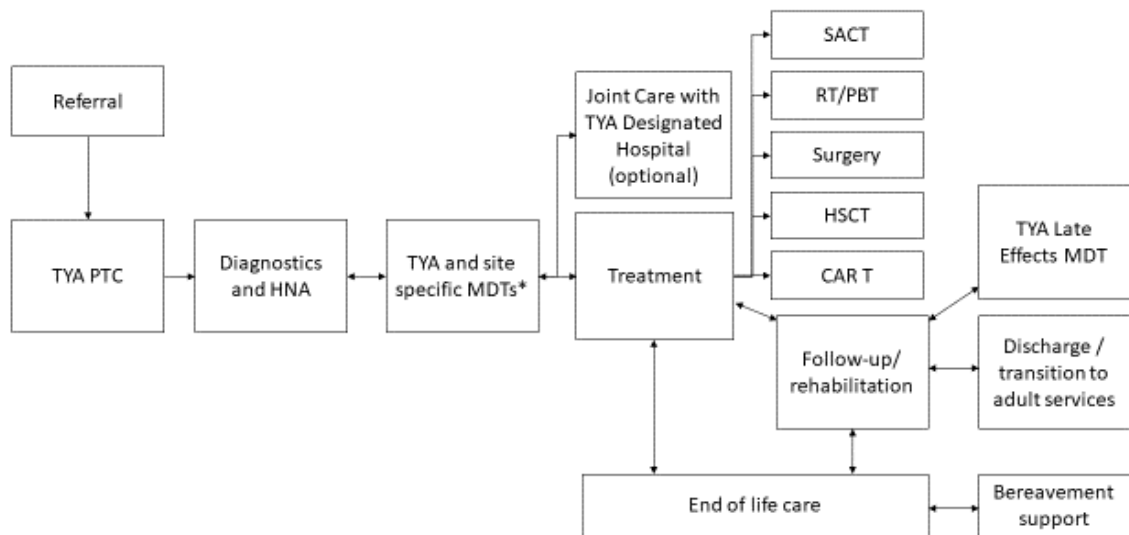 Referral
TYA PTC
Diagnostics
and HNA
TYA and site
specific MDTs*
Joint Care with
TYA Designated
Hospital
(optional)
Treatment
SACT
RT/PBT
Surgery
HSCT
CAR T
Follow-up/
rehabilitation
TYA Late
Effects MDT
Discharge /
transition to
adult services
End of life care
Bereavement
support